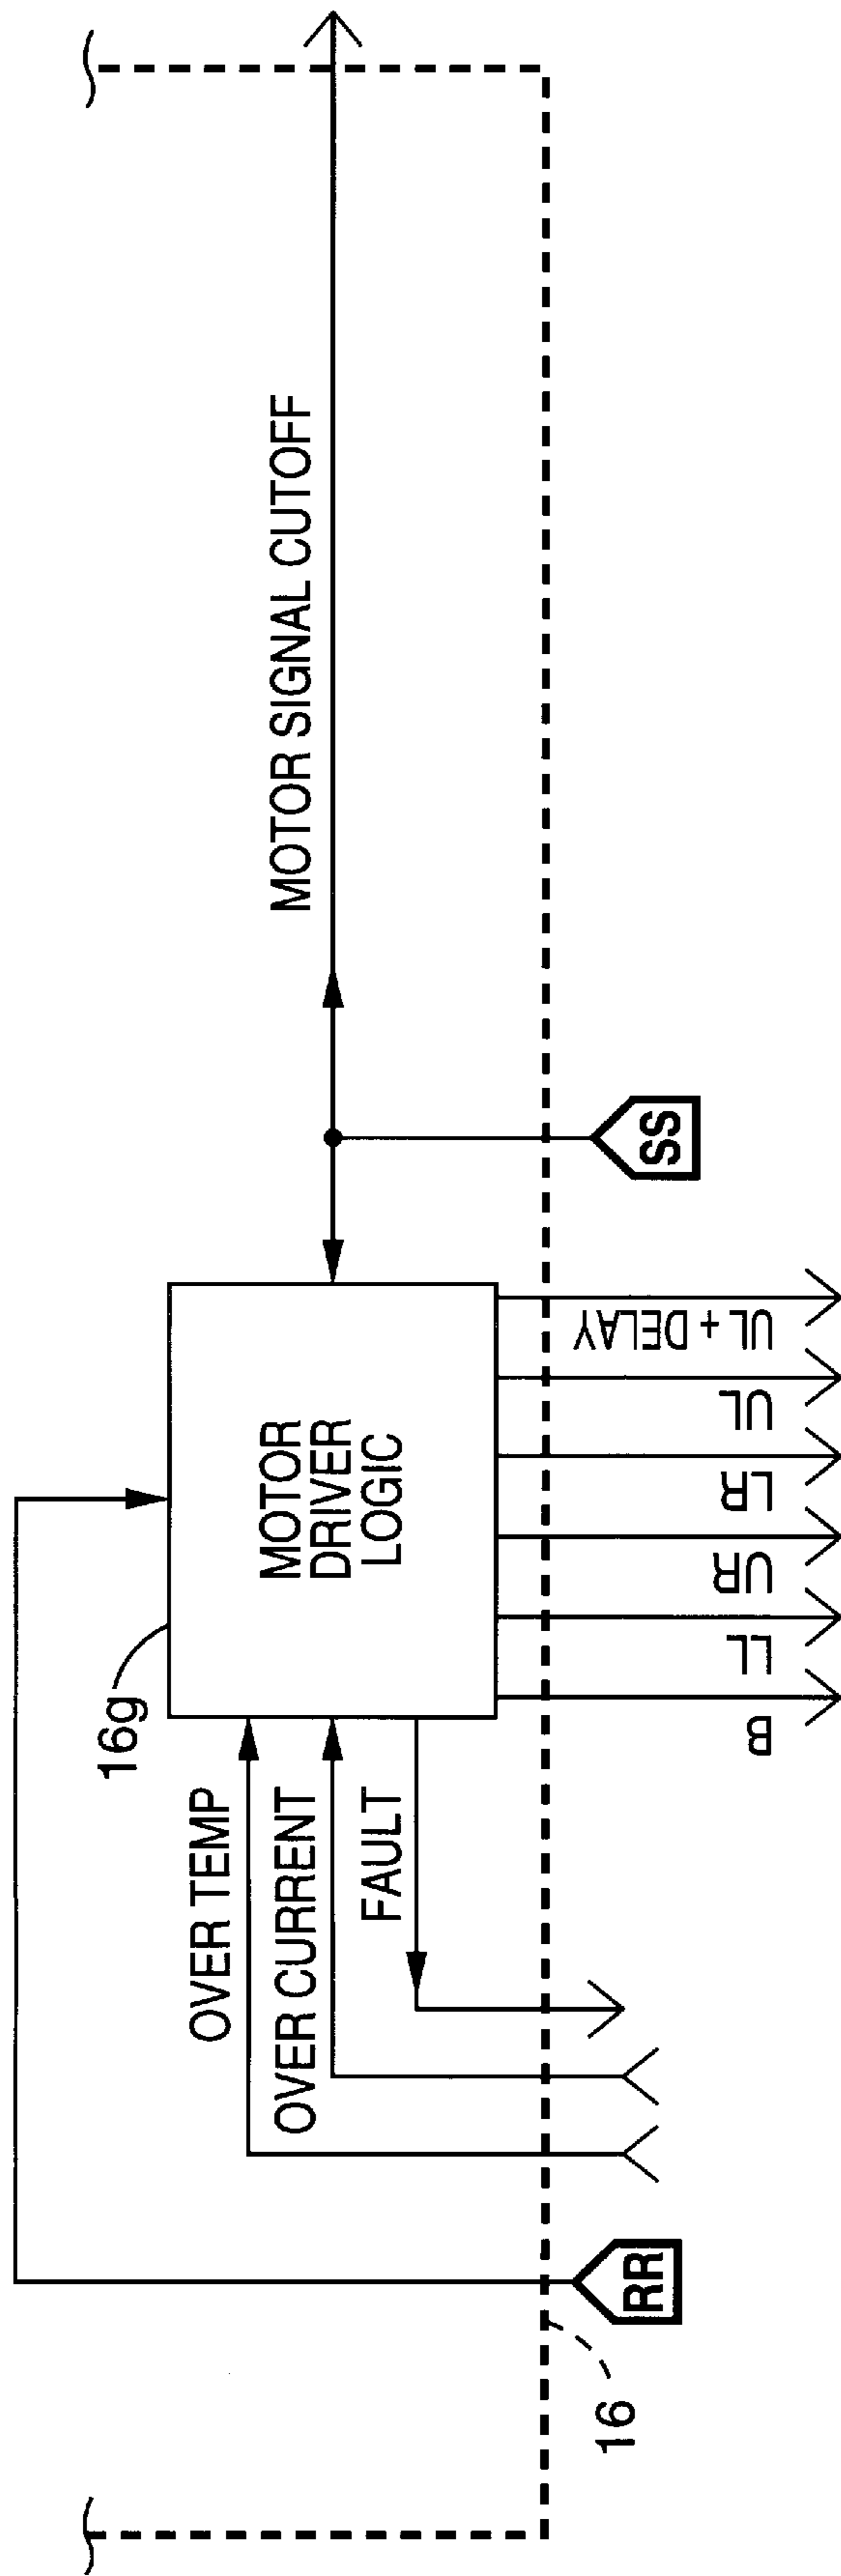 MOTOR SIGNAL CUTOFF
SS
MOTOR
DRIVER
LOGIC
16g
OVER TEMP
OVER CURRENT
FAULT
UL + DELAY
UL
LR
UR
LL
B
RR
16